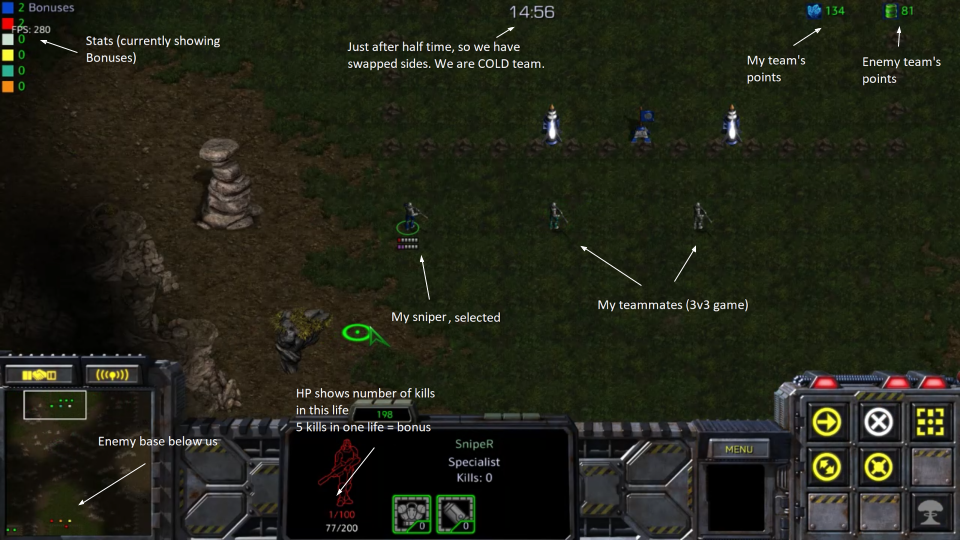 2 Bonuses
2
FPS: 280
0
0
0
0
Stats (currently showing
Bonuses)
14:56
Just after half time, so we have
swapped sides. We are COLD team.
134
81
My team's
points
Enemy team's
points
My sniper, selected
My teammates (3v3 game)
HP shows number of kills
in this life
5 kills in one life = bonus
198
Enemy base below us
SnipeR
Specialist
Kills: 0
1/100
77/200
0
0
MENU